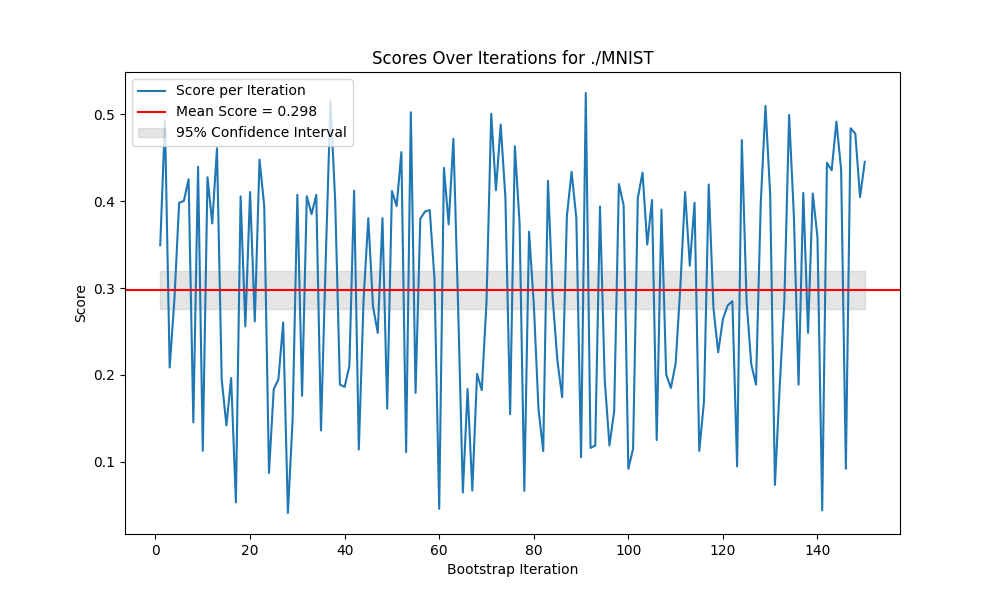 Scores Over Iterations for ./MNIST
Score per Iteration
Mean Score = 0.298
95% Confidence Interval
0.5
0.4
0.3
0.2
0.1
Score
0 20 40 60 80 100 120 140
Bootstrap Iteration